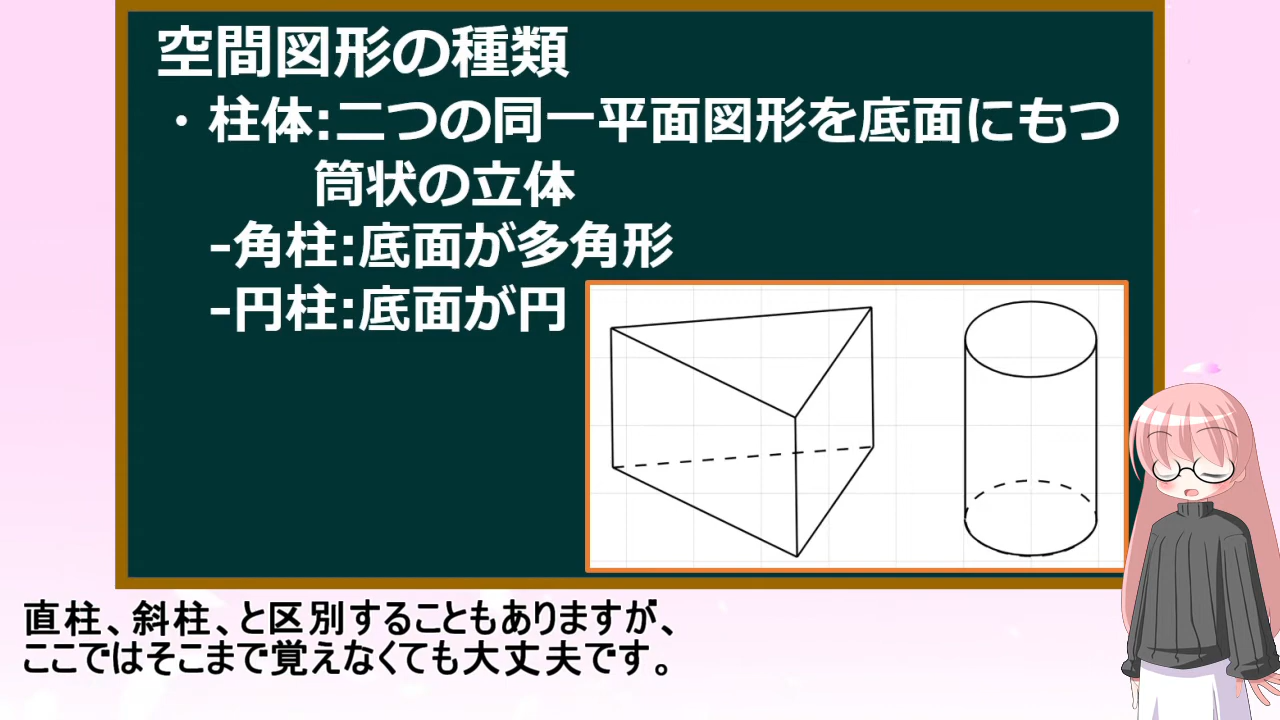 空間図形の種類
・柱体:二つの同一平面図形を底面にもつ
筒状の立体
-角柱:底面が多角形
-円柱:底面が円
直柱、斜柱、と区別することもありますが、
ここではそこまで覚えなくても大丈夫です。